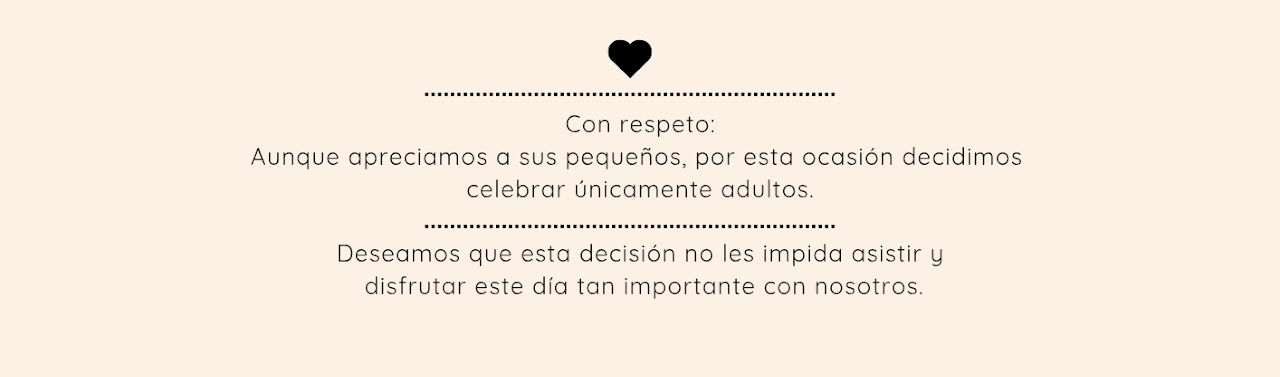 Con respeto:
Aunque apreciamos a sus pequeños, por esta ocasión decidimos
celebrar únicamente adultos.
Deseamos que esta decisión no les impida asistir y
disfrutar este día tan importante con nosotros.